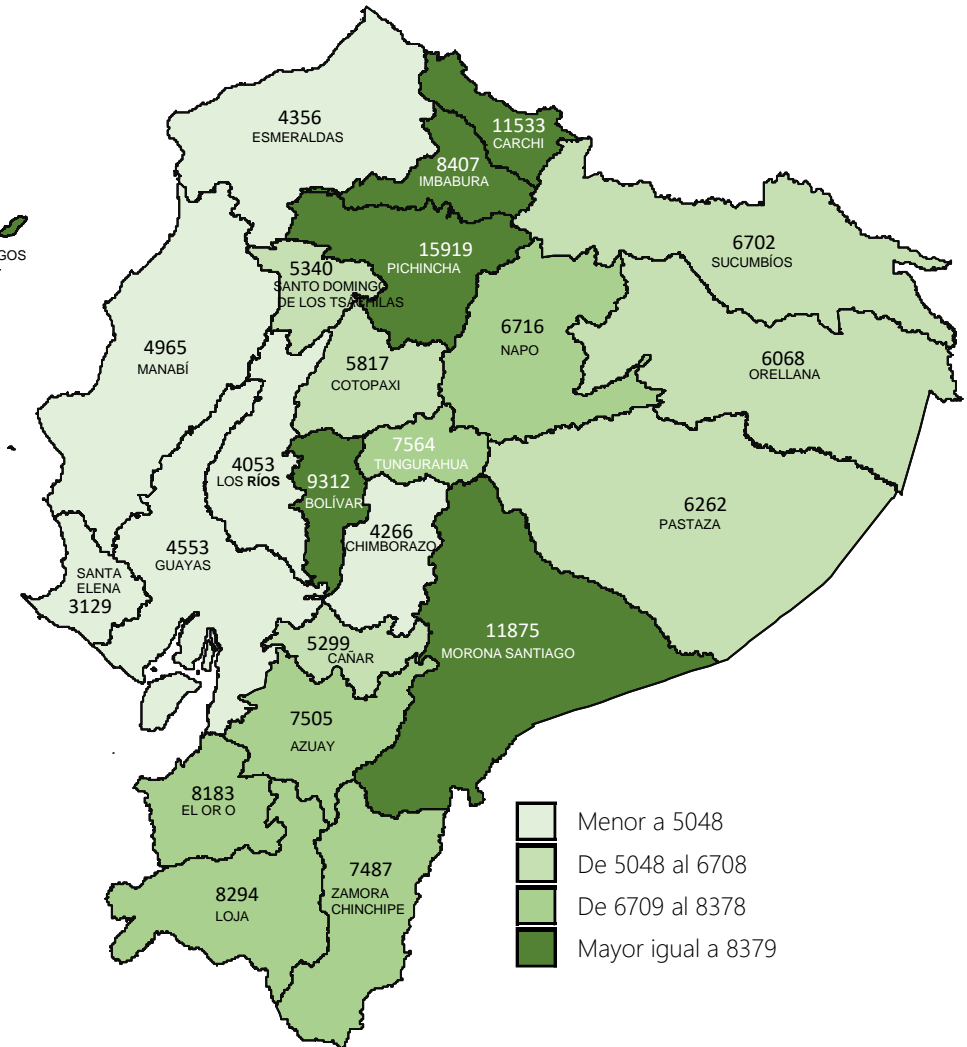 4356
ESMERALDAS
11533
CARCHI
8407
IMBABURA
GOS
15919
PICHINCHA
6702
SUCUMBÍOS
5340
SANTO DOMINGO
DE LOS TSACHILAS
6716
NAPO
4965
MANABÍ
5817
COTOPAXI
6068
ORELLANA
7564
TUNGURAHUA
4053
LOS RÍOS
9312
BOLÍVAR
6262
PASTAZA
4266
CHIMBORAZO
4553
GUAYAS
SANTA
ELENA
3129
11875
MORONA SANTIAGO
5299
CAÑAR
7505
AZUAY
8183
EL OR O
7487
ZAMORA
CHINCHIPE
8294
LOJA
Menor a 5048
De 5048 al 6708
De 6709 al 8378
Mayor igual a 8379